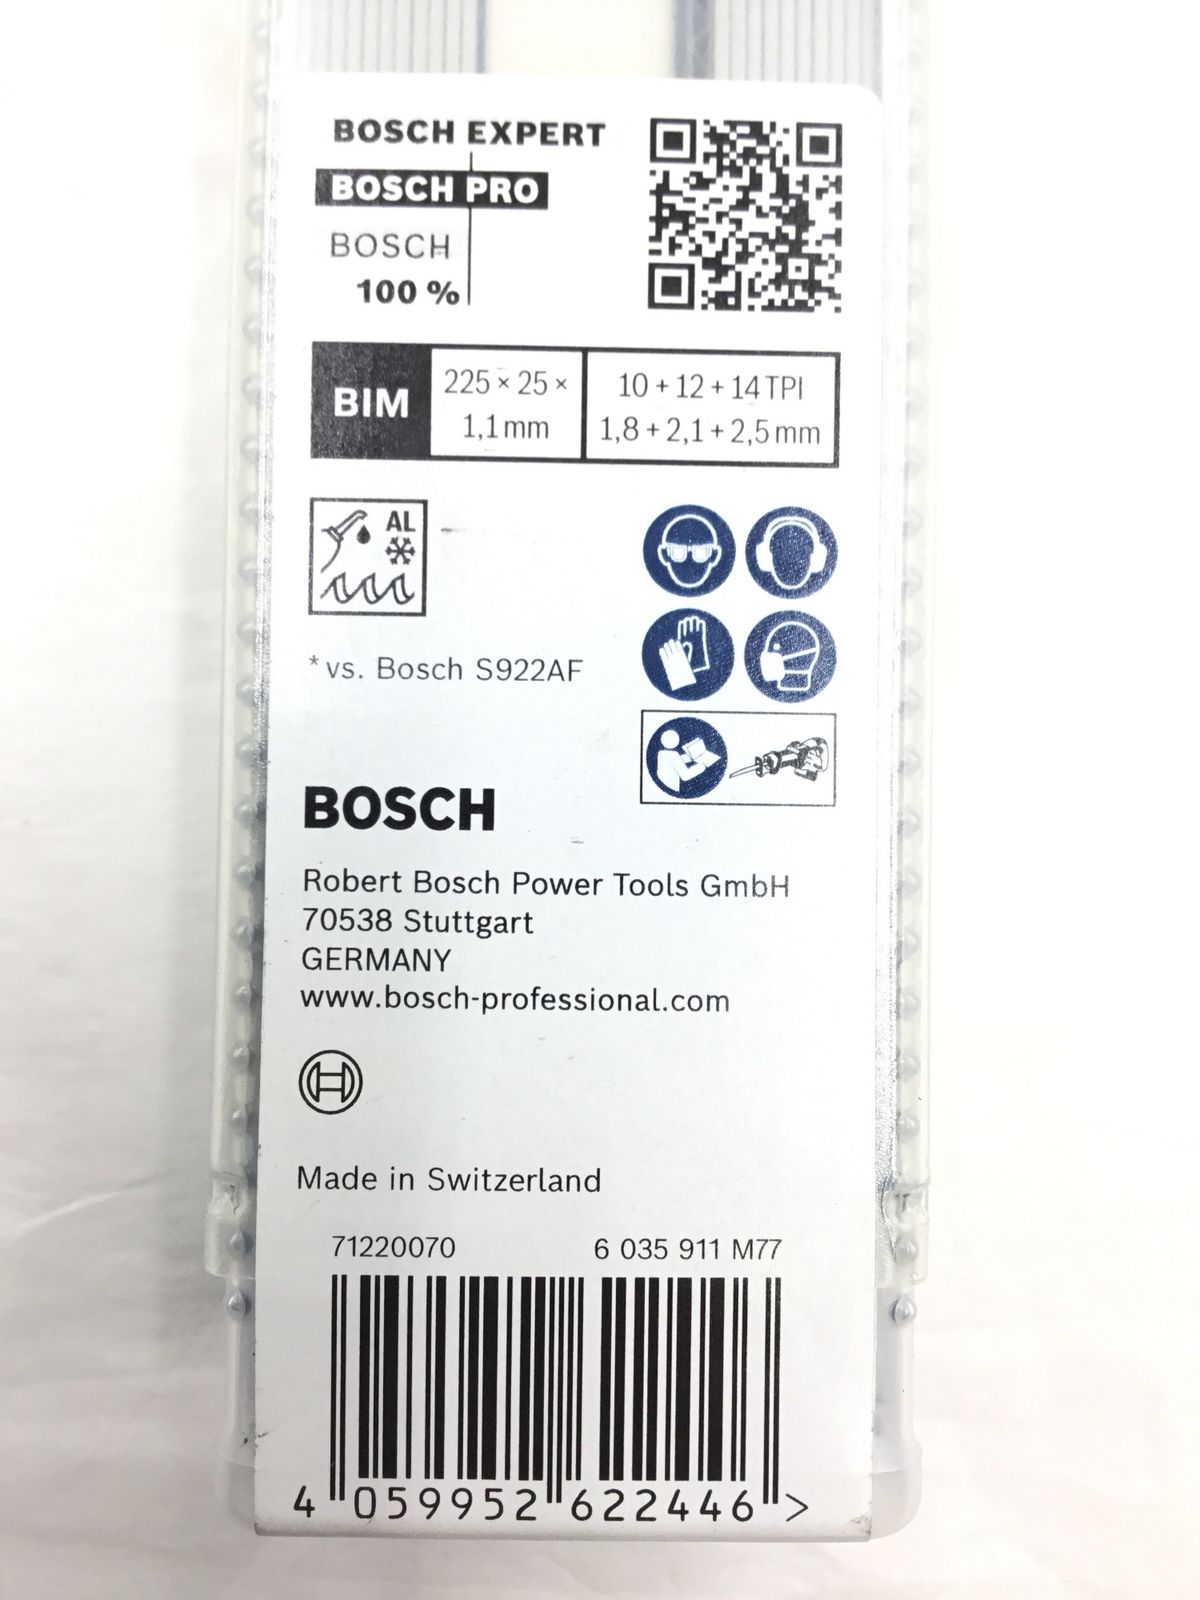 BOSCH EXPERT
BOSCH PRO
BOSCH
100 %
BIM
225 × 25 ×
1,1 mm
10 + 12 + 14 TPI
1,8 + 2,1 + 2,5 mm
AL
* vs. Bosch S922AF
BOSCH
Robert Bosch Power Tools GmbH
70538 Stuttgart
GERMANY
www.bosch-professional.com
Made in Switzerland
71220070 6 035 911 M77
4 059952 622446 >